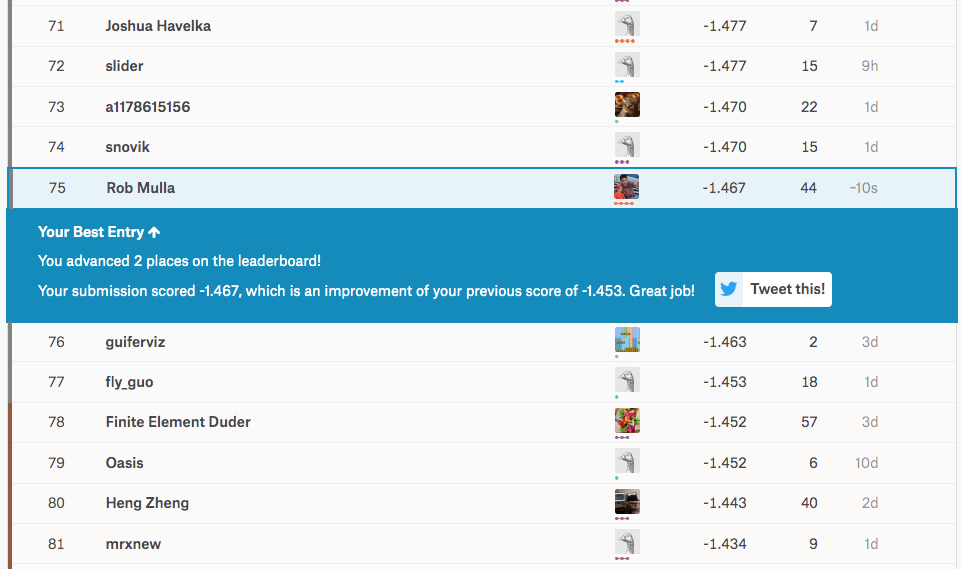 71 Joshua Havelka -1.477 7 1d
72 slider -1.477 15 9h
73 a1178615156 -1.470 22 1d
74 snovik -1.470 15 1d
75 Rob Mulla -1.467 44 ~10s
Your Best Entry ↑
You advanced 2 places on the leaderboard!
Your submission scored -1.467, which is an improvement of your previous score of -1.453. Great job! Tweet this!
76 guiferviz -1.463 2 3d
77 fly_guo -1.453 18 1d
78 Finite Element Duder -1.452 57 3d
79 Oasis -1.452 6 10d
80 Heng Zheng -1.443 40 2d
81 mrxnew -1.434 9 1d